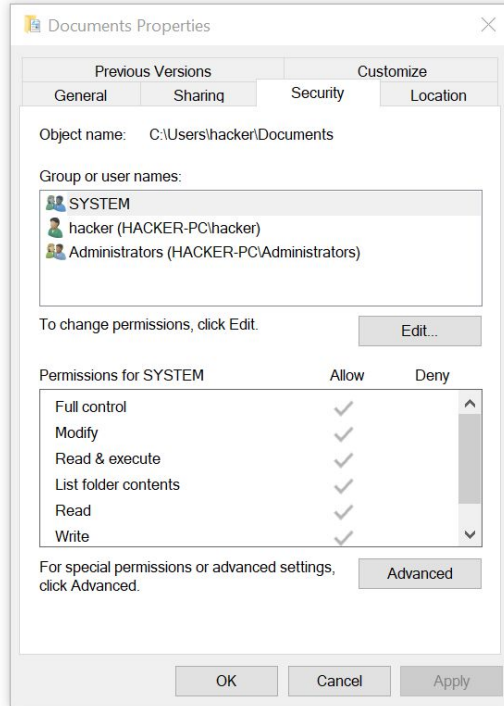 Documents Properties
Previous Versions Customize
General Sharing Security Location
Object name: C:\Users\hacker\Documents
Group or user names:
SYSTEM
hacker (HACKER-PC\hacker)
Administrators (HACKER-PC\Administrators)
To change permissions, click Edit.
Edit...
Permissions for SYSTEM Allow Deny
Full control
Modify
Read & execute
List folder contents
Read
Write
For special permissions or advanced settings,
click Advanced.
Advanced
OK Cancel Apply